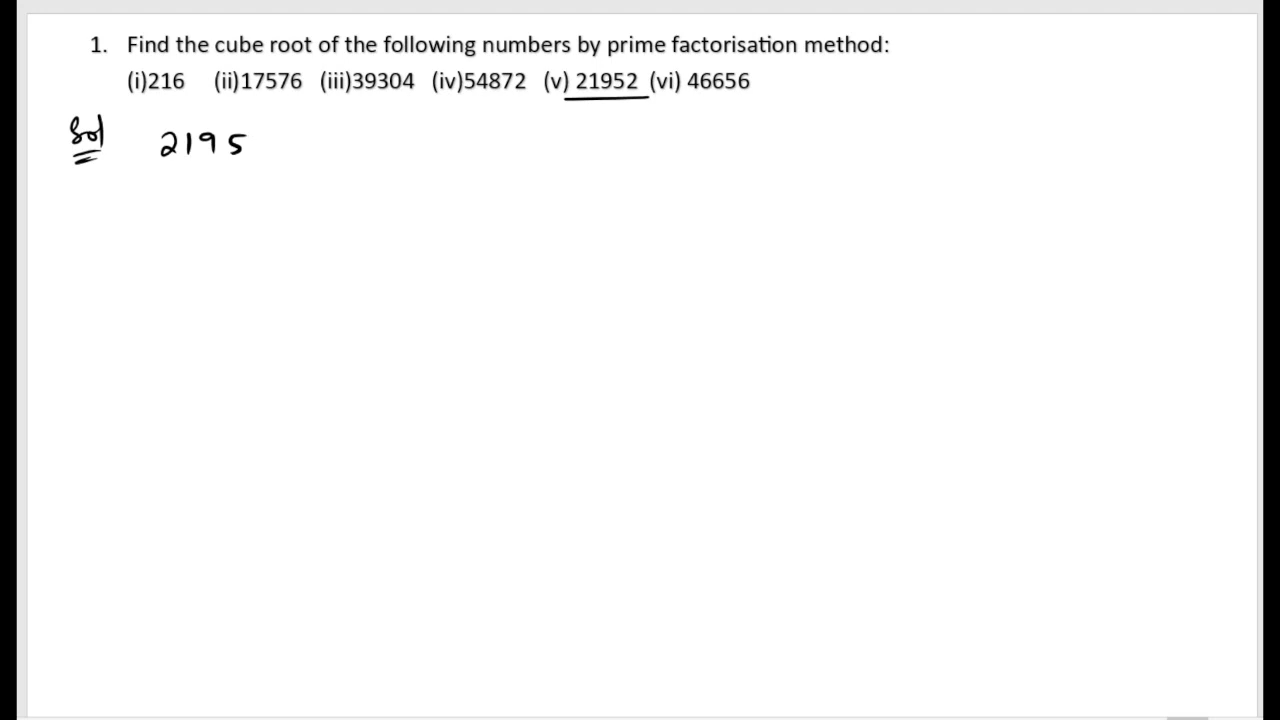 1. Find the cube root of the following numbers by prime factorisation method:
(i)216 (ii)17576 (iii)39304 (iv)54872 (v) 21952 (vi) 46656
Sol 2195